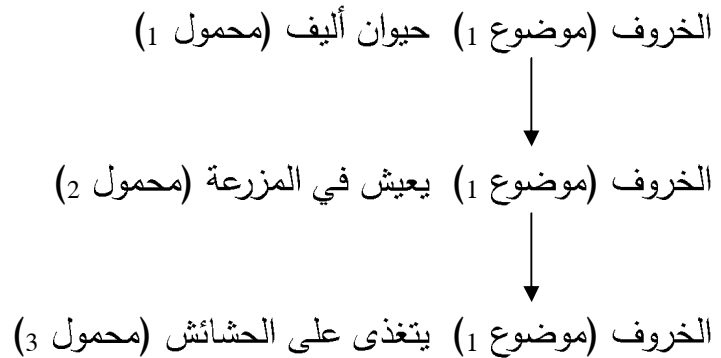 الخروف (موضوع 1) حيوان أليف (محمول 1)
الخروف (موضوع 1) يعيش في المزرعة (محمول 2)
الخروف (موضوع 1) يتغذى على الحشائش (محمول 3)